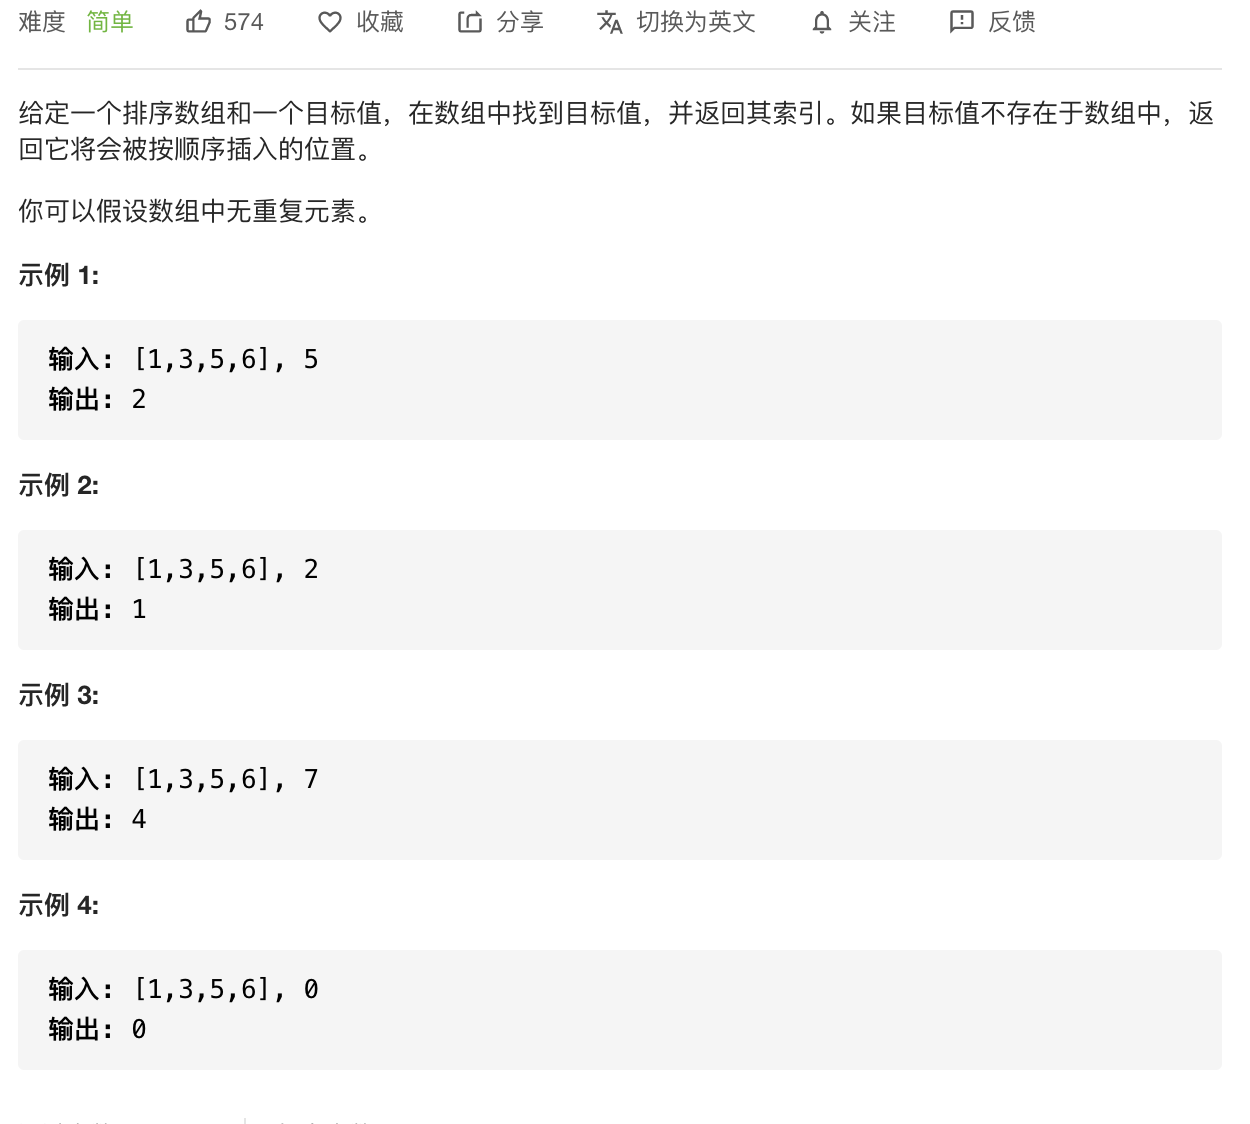 难度 简单 574 收藏 分享 切换为英文 关注 反馈
给定一个排序数组和一个目标值，在数组中找到目标值，并返回其索引。如果目标值不存在于数组中，返
回它将会被按顺序插入的位置。
你可以假设数组中无重复元素。
示例 1:
输入: [1,3,5,6], 5
输出: 2
示例 2:
输入: [1,3,5,6], 2
输出: 1
示例 3:
输入: [1,3,5,6], 7
输出: 4
示例 4:
输入: [1,3,5,6], 0
输出: 0